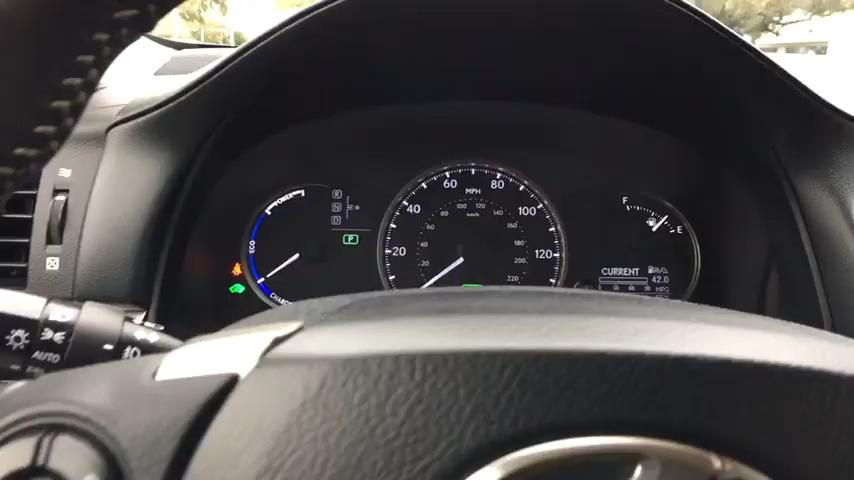 POWER
ECO
R
N
D
P
20
40
60
80
100
120
MPH
km/h
20
40
60
80
100
120
140
160
180
200
220
F
E
CURRENT
AVG.
42.0
MPG
AUTO